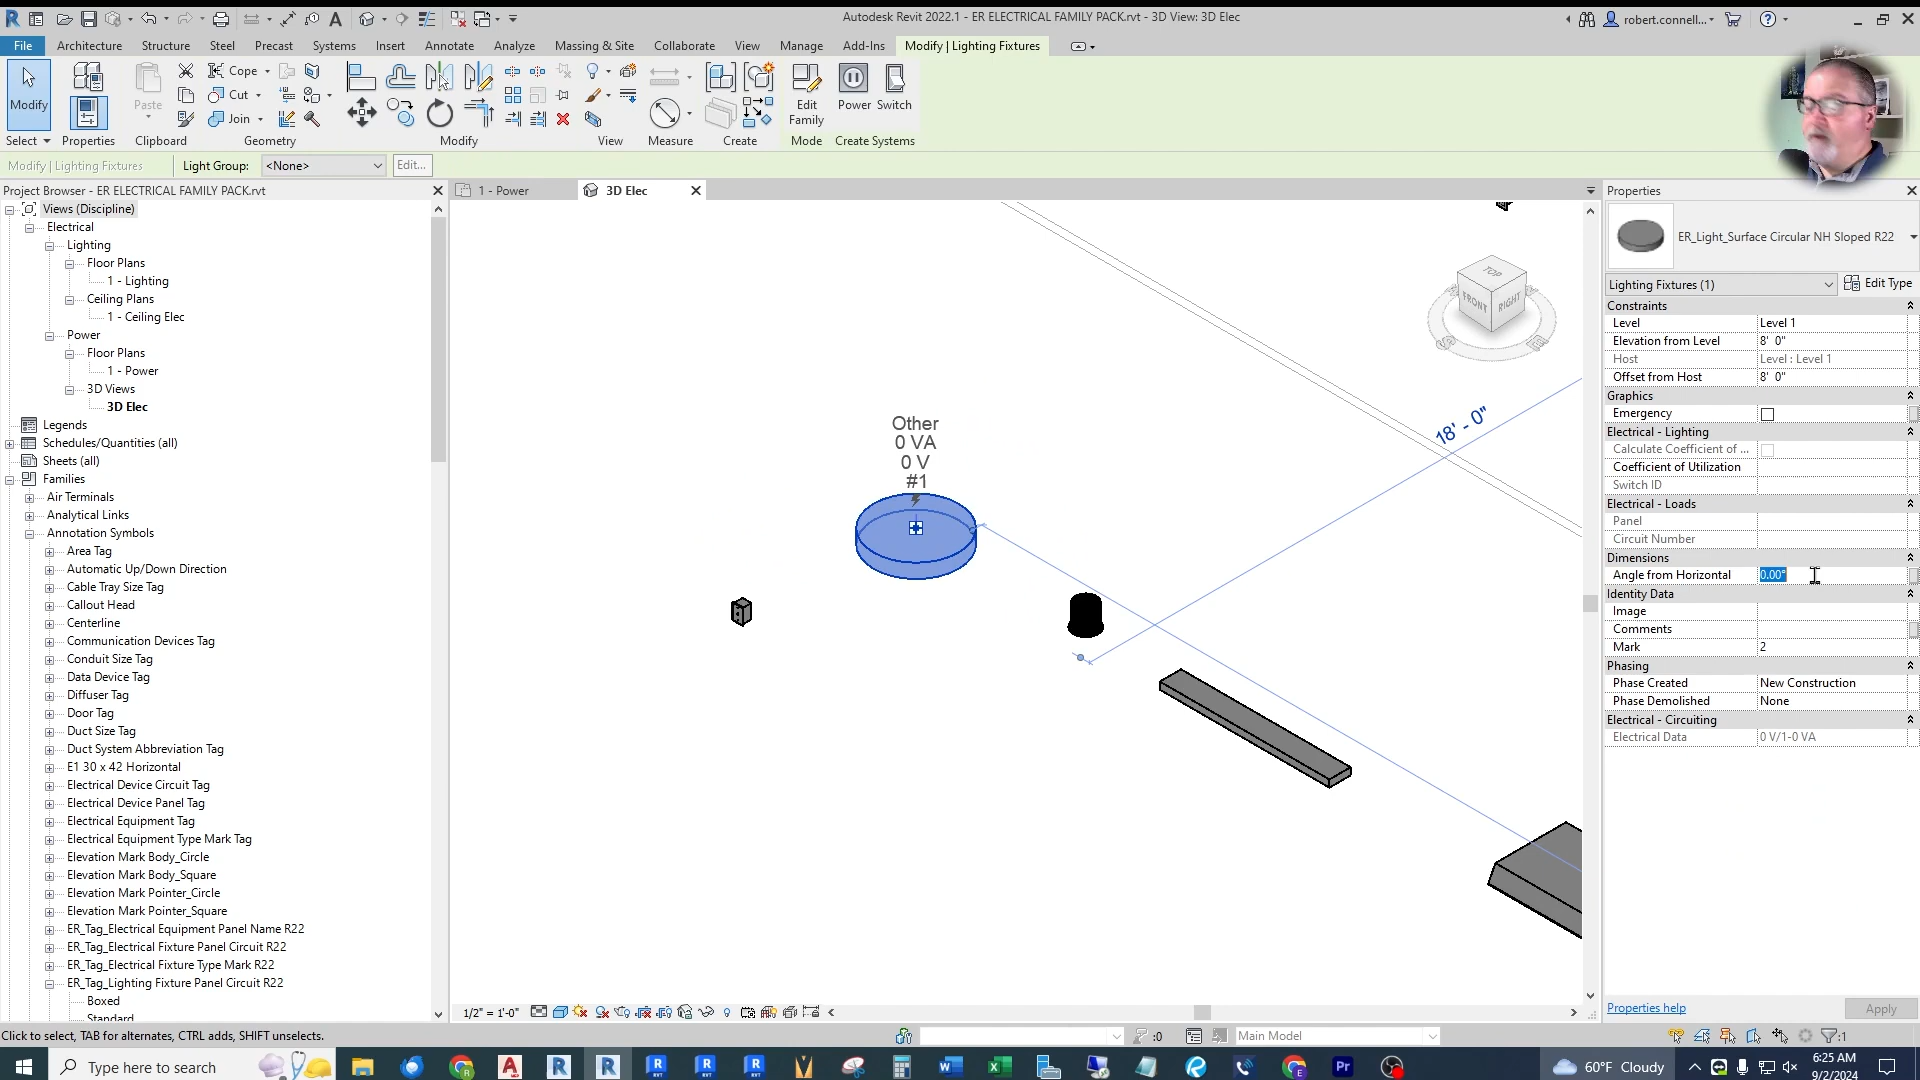 Autodesk Revit 2022.1 - ER ELECTRICAL FAMILY PACK.rvt - 3D View: 3D Elec
robert.connell...
File Architecture Structure Steel Precast Systems Insert Annotate Analyze Massing & Site Collaborate View Manage Add-Ins Modify | Lighting Fixtures
Modify
Paste
Cope
Cut
Join
Edit
Family
Power
Switch
Select Properties Clipboard Geometry Modify View Measure Create Mode Create Systems
Modify | Lighting Fixtures Light Group: <None> Edit...
Project Browser - ER ELECTRICAL FAMILY PACK.rvt
1 - Power
3D Elec
Properties
Views (Discipline)
Electrical
Lighting
Floor Plans
1 - Lighting
Ceiling Plans
1 - Ceiling Elec
Power
Floor Plans
1 - Power
3D Views
3D Elec
Legends
Schedules/Quantities (all)
Sheets (all)
Families
Air Terminals
Analytical Links
Annotation Symbols
Area Tag
Automatic Up/Down Direction
Cable Tray Size Tag
Callout Head
Centerline
Communication Devices Tag
Conduit Size Tag
Data Device Tag
Diffuser Tag
Door Tag
Duct Size Tag
Duct System Abbreviation Tag
E1 30 x 42 Horizontal
Electrical Device Circuit Tag
Electrical Device Panel Tag
Electrical Equipment Tag
Electrical Equipment Type Mark Tag
Elevation Mark Body_Circle
Elevation Mark Body_Square
Elevation Mark Pointer_Circle
Elevation Mark Pointer_Square
ER_Tag_Electrical Equipment Panel Name R22
ER_Tag_Electrical Fixture Panel Circuit R22
ER_Tag_Electrical Fixture Type Mark R22
ER_Tag_Lighting Fixture Panel Circuit R22
Boxed
Standard
Other
0 VA
0 V
#1
18' - 0"
TOP
FRONT
RIGHT
ER_Light_Surface Circular NH Sloped R22
Lighting Fixtures (1) Edit Type
Constraints
Level Level 1
Elevation from Level 8' 0"
Host Level : Level 1
Offset from Host 8' 0"
Graphics
Emergency
Electrical - Lighting
Calculate Coefficient of ...
Coefficient of Utilization
Switch ID
Electrical - Loads
Panel
Circuit Number
Dimensions
Angle from Horizontal 0.00°
Identity Data
Image
Comments
Mark 2
Phasing
Phase Created New Construction
Phase Demolished None
Electrical - Circuiting
Electrical Data 0 V/1-0 VA
Properties help Apply
1/2" = 1'-0"
Click to select, TAB for alternates, CTRL adds, SHIFT unselects.
:0
Main Model
:1
Type here to search
60°F Cloudy
6:25 AM
9/2/2024